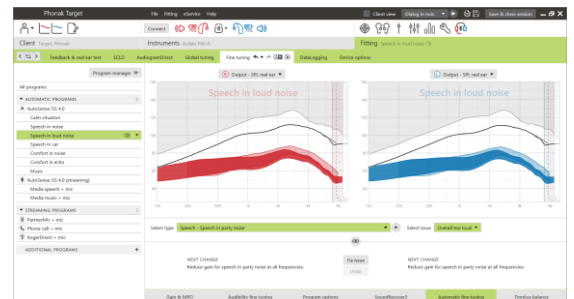 Phonak Target
File Fitting eService Help
Client view
Dialog in nois
Save & close session
Connect
Client Target, Phonak
Instruments
Fitting Speech in loud noise (3)
Feedback & real ear test
ECLD
AudiogramDirect
Global tuning
Fine tuning
DataLogging
Device options
Program manager
Output - SPL real ear
Output - SPL real ear
All programs
Speech in loud noise
Speech in loud noise
AUTOMATIC PROGRAMS
AutoSense OS 4.0
Calm situation
Speech in noise
Speech in loud noise
Speech in car
Comfort in noise
Comfort in echo
Music
AutoSense OS 4.0 (streaming)
Media speech + mic
Media music + mic
STREAMING PROGRAMS
PartnerMic + mic
Phone call + mic
RogerDirect + mic
ADDITIONAL PROGRAMS +
Select type Speech - Speech in party noise
Select issue Overall too loud
NEXT CHANGE
Reduce gain for speech in party noise at all frequencies.
Fix issue
Undo
NEXT CHANGE
Reduce gain for speech in party noise at all frequencies.
Gain & MPO
Audibility fine tuning
Program options
SoundRecover2
Automatic fine tuning
Tinnitus balance